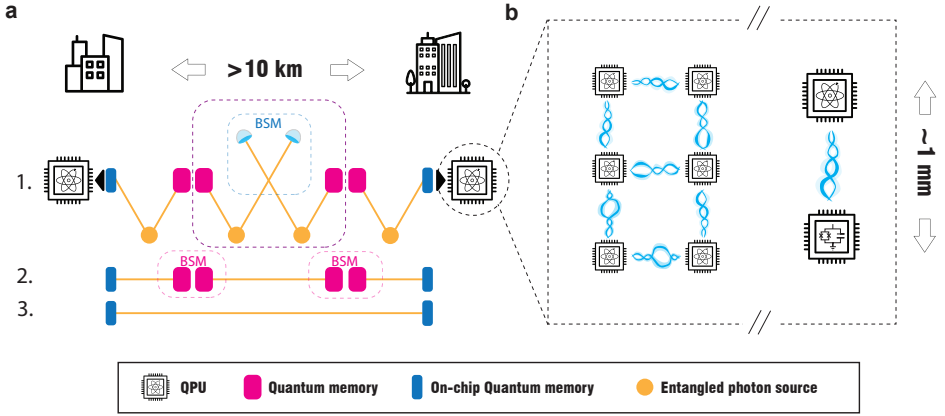 a
b
>10 km
BSM
1.
~1 mm
BSM
BSM
2.
3.
QPU
Quantum memory
On-chip Quantum memory
Entangled photon source